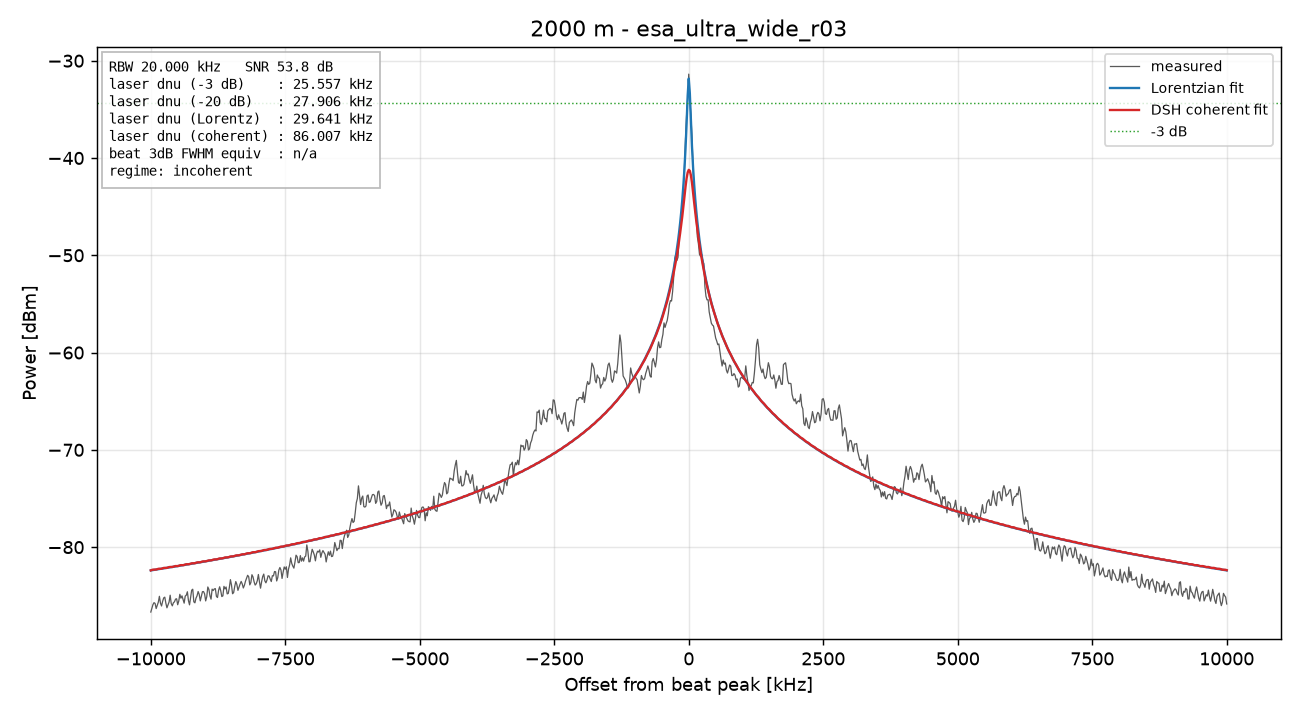 2000 m - esa_ultra_wide_r03
RBW 20.000 kHz   SNR 53.8 dB
laser dnu (-3 dB)    : 25.557 kHz
laser dnu (-20 dB)   : 27.906 kHz
laser dnu (Lorentz)  : 29.641 kHz
laser dnu (coherent) : 86.007 kHz
beat 3dB FWHM equiv  : n/a
regime: incoherent
measured
Lorentzian fit
DSH coherent fit
-3 dB
Power [dBm]
−30
−40
−50
−60
−70
−80
−10000
−7500
−5000
−2500
0
2500
5000
7500
10000
Offset from beat peak [kHz]